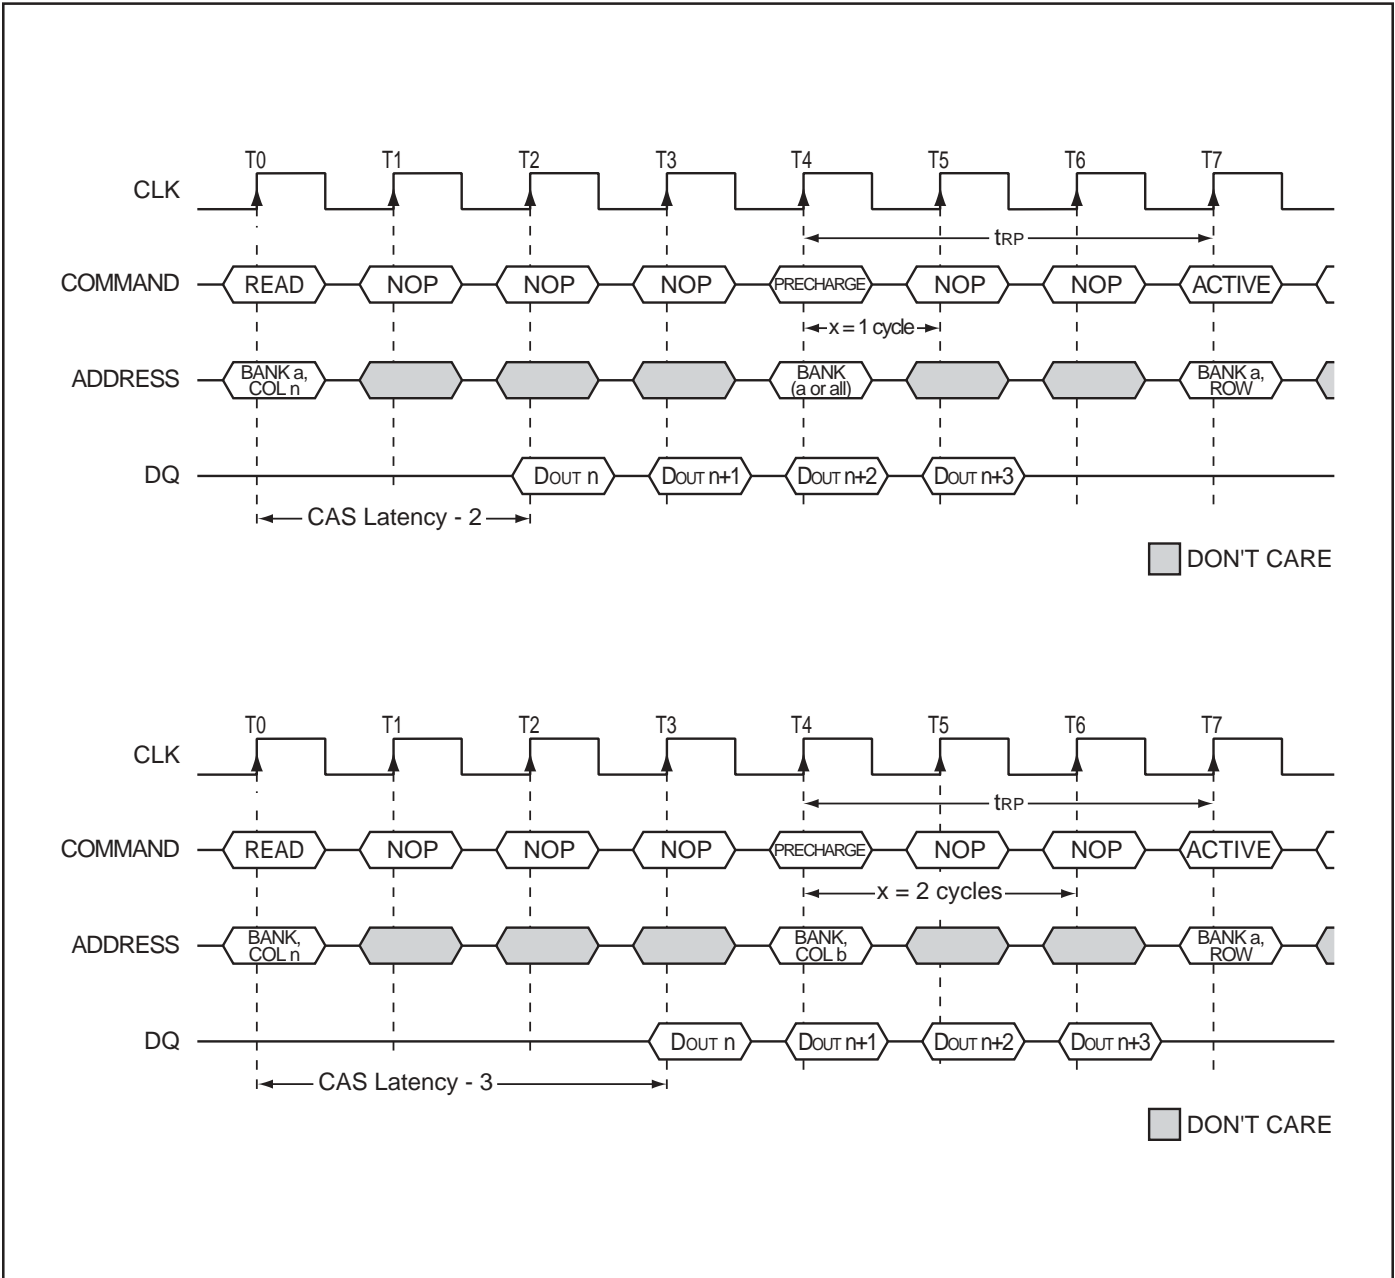 T0 T1 T2 T3 T4 T5 T6 T7
CLK
tRP
COMMAND READ NOP NOP NOP PRECHARGE NOP NOP ACTIVE
x = 1 cycle
ADDRESS BANK a, COL n BANK (a or all) BANK a, ROW
DQ DOUT n DOUT n+1 DOUT n+2 DOUT n+3
CAS Latency - 2
DON'T CARE
T0 T1 T2 T3 T4 T5 T6 T7
CLK
tRP
COMMAND READ NOP NOP NOP PRECHARGE NOP NOP ACTIVE
x = 2 cycles
ADDRESS BANK, COL n BANK, COL b BANK a, ROW
DQ DOUT n DOUT n+1 DOUT n+2 DOUT n+3
CAS Latency - 3
DON'T CARE